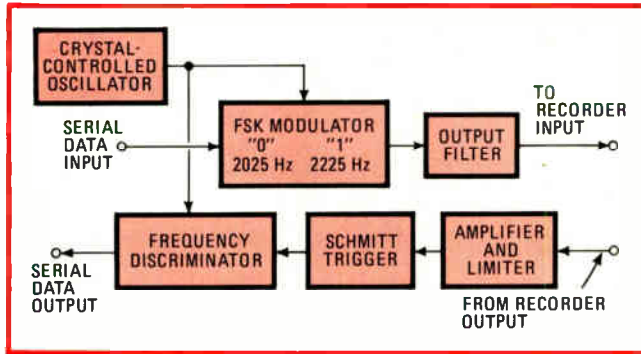 CRYSTAL-
CONTROLLED
OSCILLATOR
SERIAL
DATA
INPUT
FSK MODULATOR
"0" "1"
2025 Hz 2225 Hz
OUTPUT
FILTER
TO
RECORDER
INPUT
SERIAL
DATA
OUTPUT
FREQUENCY
DISCRIMINATOR
SCHMITT
TRIGGER
AMPLIFIER
AND
LIMITER
FROM RECORDER
OUTPUT